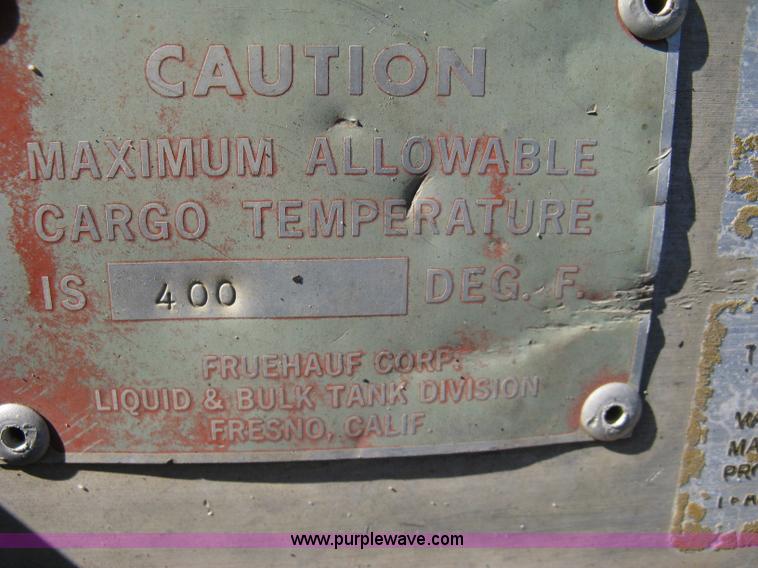 CAUTION
MAXIMUM ALLOWABLE
CARGO TEMPERATURE
IS 400 DEG. F.
FRUEHAUF CORP.
LIQUID & BULK TANK DIVISION
FRESNO, CALIF.
www.purplewave.com